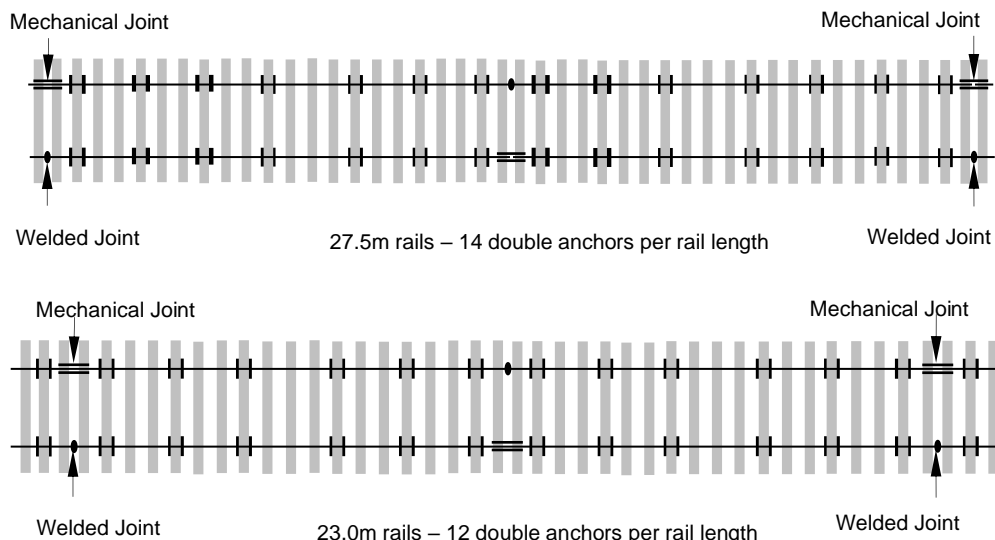 Mechanical Joint
Mechanical Joint
Welded Joint
27.5m rails – 14 double anchors per rail length
Welded Joint
Mechanical Joint
Mechanical Joint
Welded Joint
23.0m rails – 12 double anchors per rail length
Welded Joint